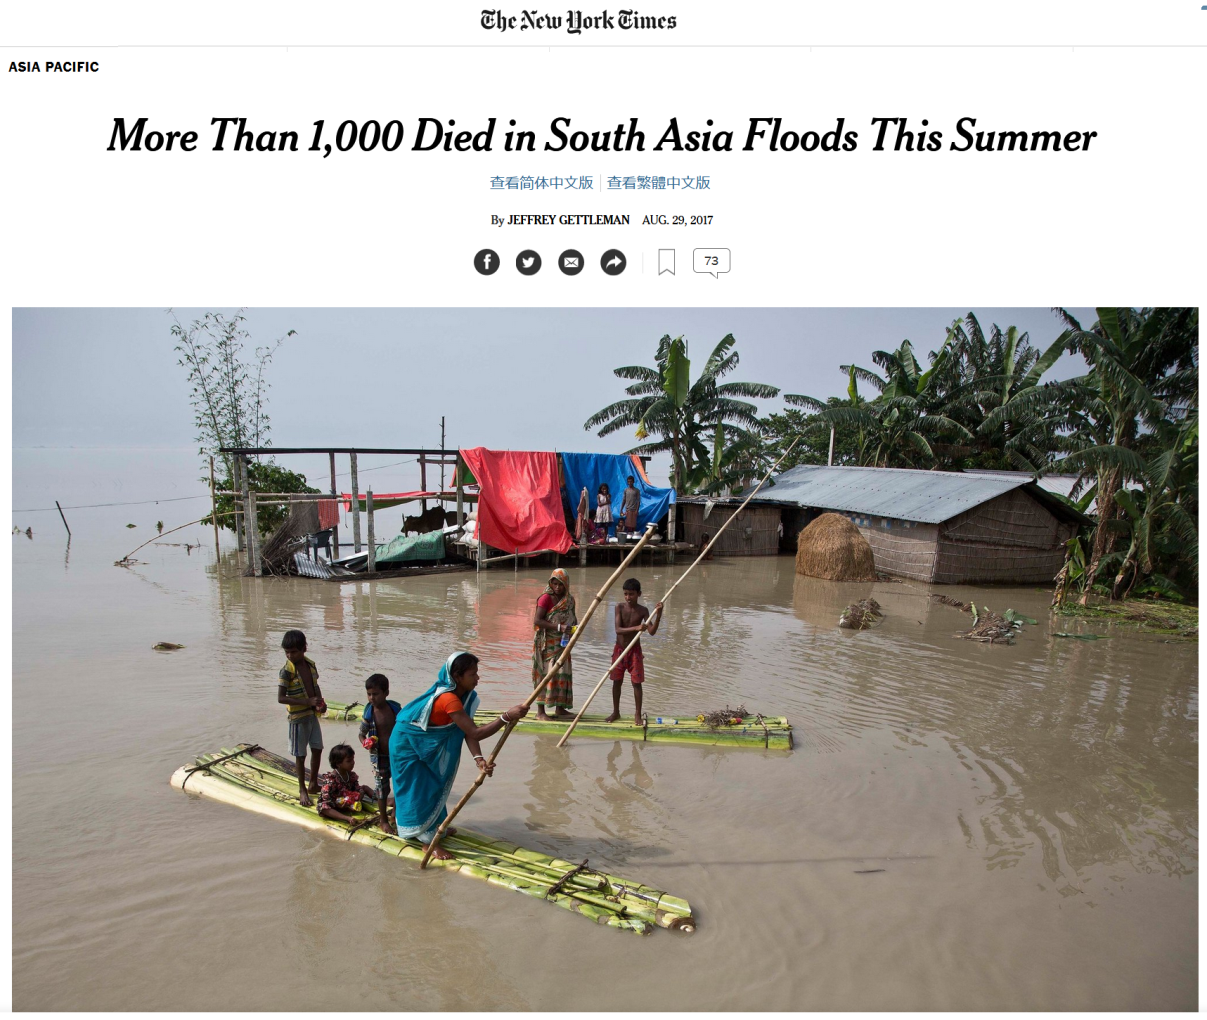 The New York Times
ASIA PACIFIC
More Than 1,000 Died in South Asia Floods This Summer
查看简体中文版 | 查看繁體中文版
By JEFFREY GETTLEMAN AUG. 29, 2017
73